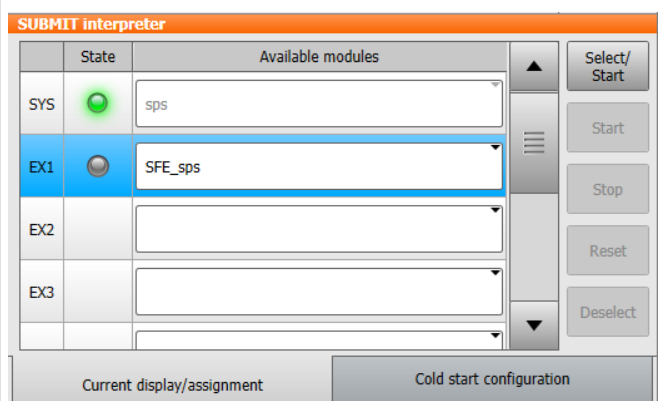 SUBMIT interpreter
State
Available modules
Select/
Start
SYS
sps
Start
EX1
SFE_sps
Stop
EX2
Reset
EX3
Deselect
Current display/assignment
Cold start configuration